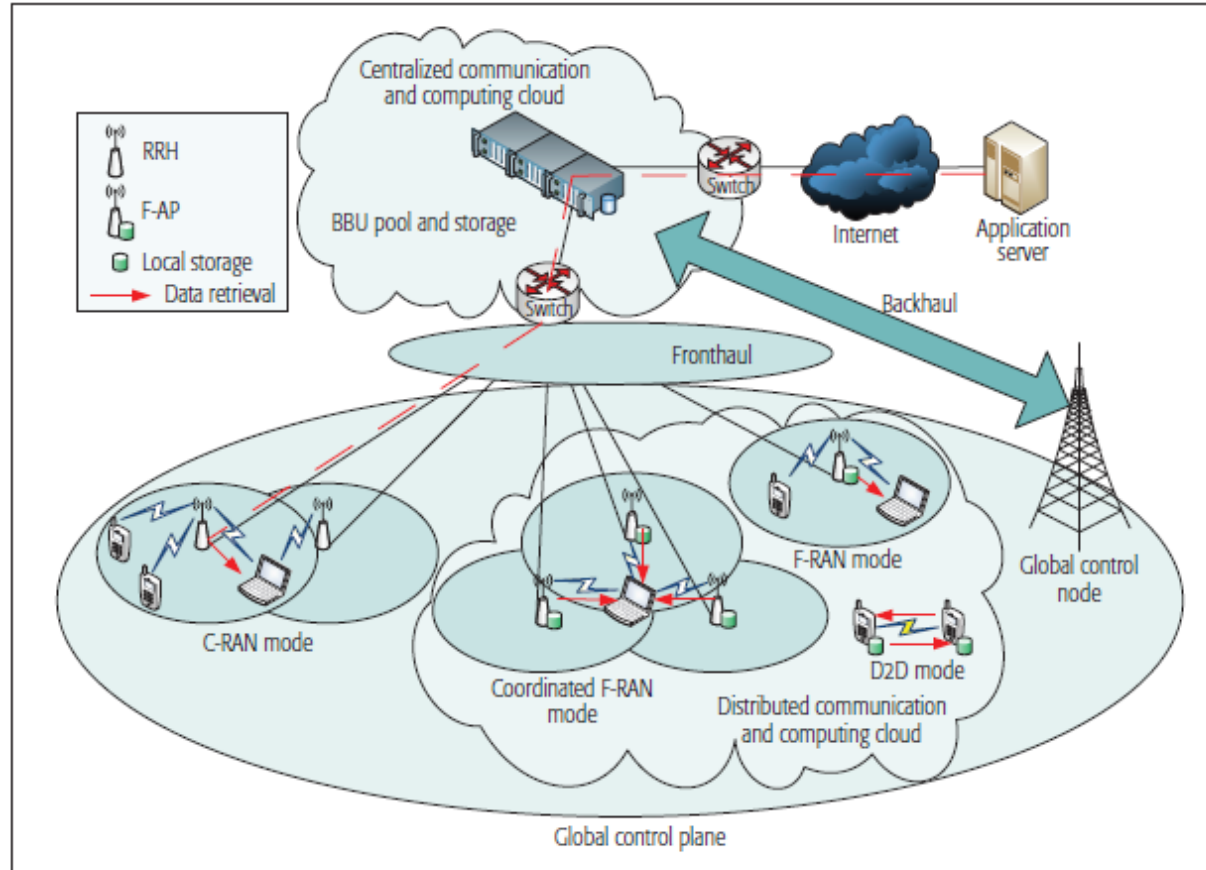 Centralized communication
and computing cloud
RRH
F-AP
Local storage
Data retrieval
BBU pool and storage
Switch
Internet
Application
server
Switch
Backhaul
Fronthaul
C-RAN mode
Coordinated F-RAN
mode
F-RAN mode
D2D mode
Global control
node
Distributed communication
and computing cloud
Global control plane